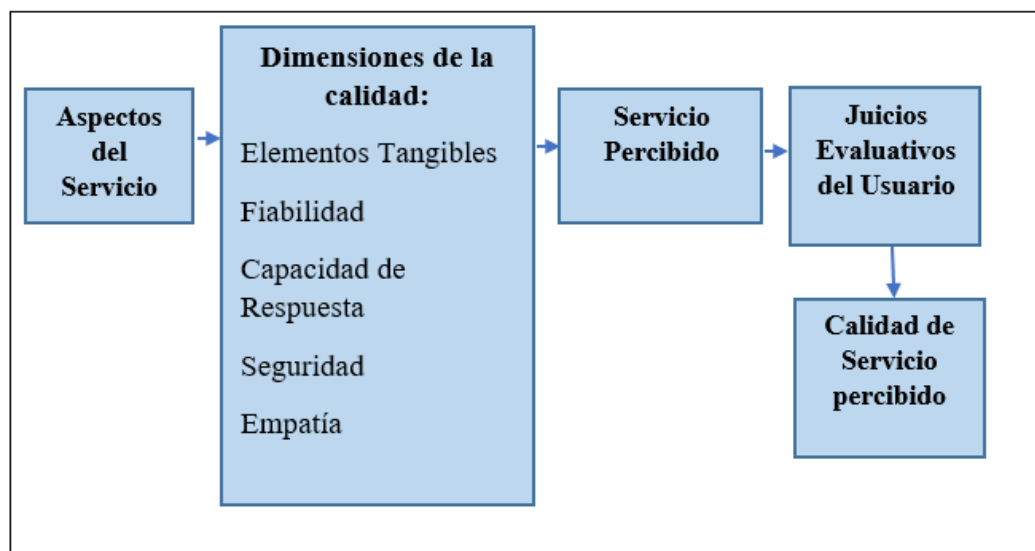 Aspectos
del
Servicio
Dimensiones de la
calidad:
Elementos Tangibles
Fiabilidad
Capacidad de
Respuesta
Seguridad
Empatía
Servicio
Percibido
Juicios
Evaluativos
del Usuario
Calidad de
Servicio
percibido